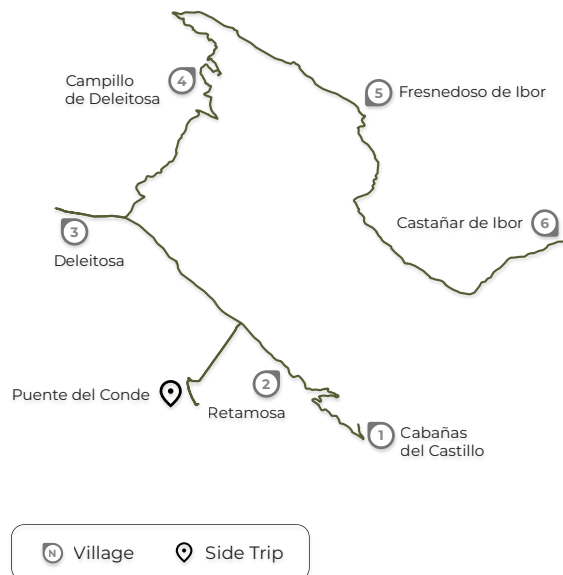 4
Campillo
de Deleitosa
5
Fresnedoso de Ibor
Castañar de Ibor
6
3
Deleitosa
Puente del Conde
2
Retamosa
1
Cabañas
del Castillo
N
Village
Side Trip